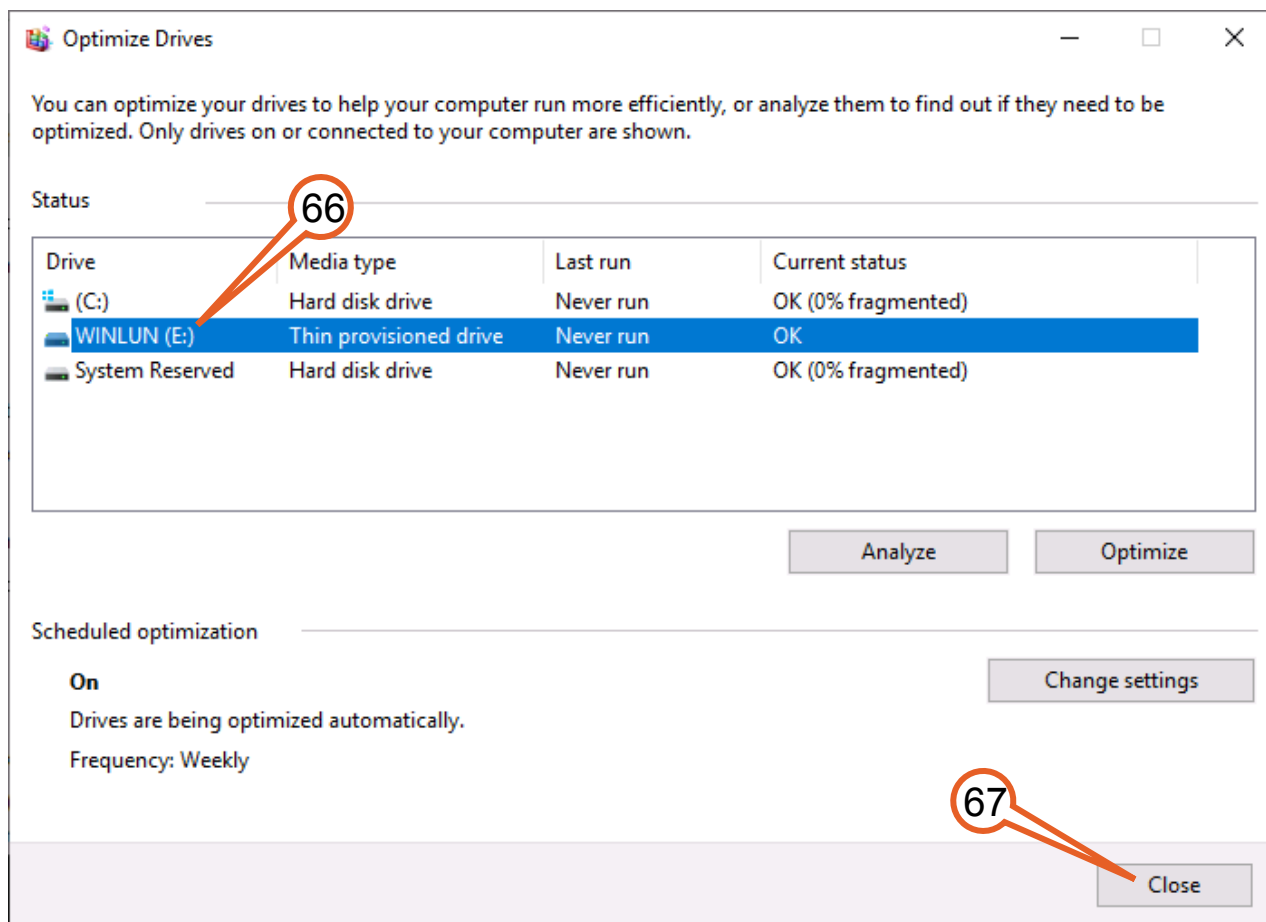 Optimize Drives
You can optimize your drives to help your computer run more efficiently, or analyze them to find out if they need to be
optimized. Only drives on or connected to your computer are shown.
Status
66
Drive Media type Last run Current status
(C:) Hard disk drive Never run OK (0% fragmented)
WINLUN (E:) Thin provisioned drive Never run OK
System Reserved Hard disk drive Never run OK (0% fragmented)
Analyze Optimize
Scheduled optimization
On Change settings
Drives are being optimized automatically.
Frequency: Weekly
67
Close